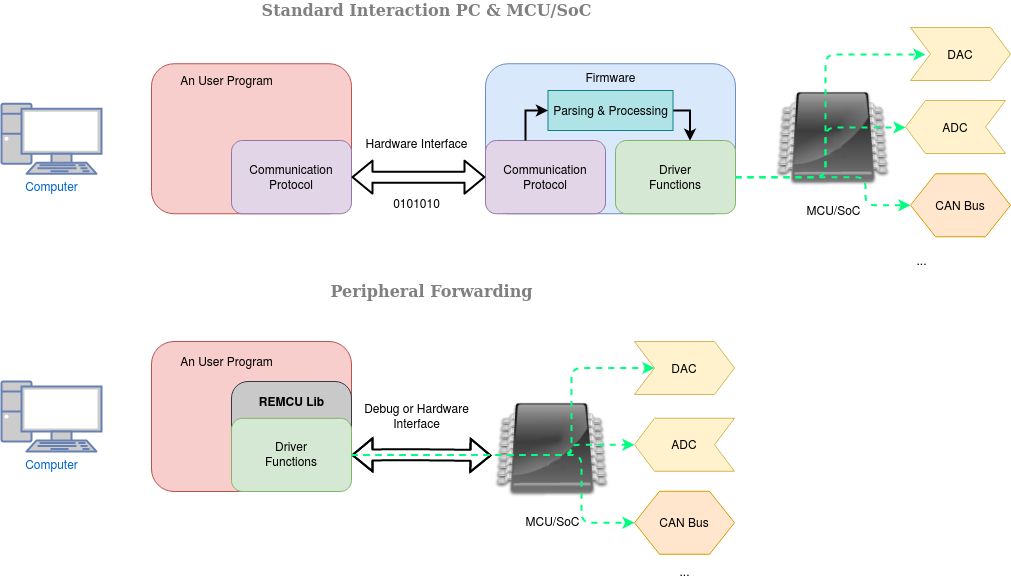 Standard Interaction PC & MCU/SoC
An User Program
Communication
Protocol
Computer
Hardware Interface
0101010
Firmware
Parsing & Processing
Communication
Protocol
Driver
Functions
MCU/SoC
DAC
ADC
CAN Bus
...
Peripheral Forwarding
An User Program
REMCU Lib
Driver
Functions
Computer
Debug or Hardware
Interface
MCU/SoC
DAC
ADC
CAN Bus
...